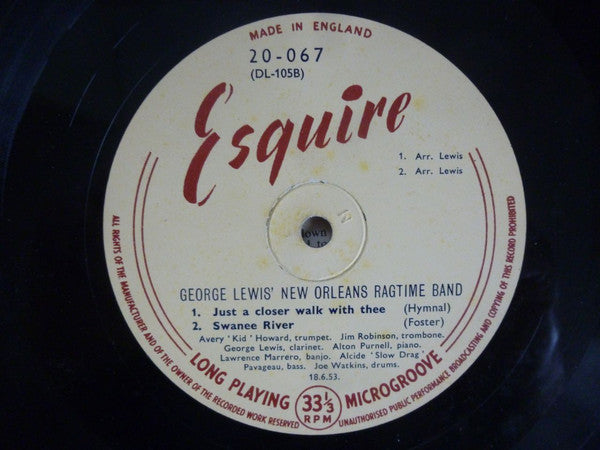 MADE IN ENGLAND
20-067
(DL-105B)
Esquire
1. Arr. Lewis
2. Arr. Lewis
GEORGE LEWIS' NEW ORLEANS RAGTIME BAND
1. Just a closer walk with thee (Hymnal)
2. Swanee River (Foster)
Avery 'Kid' Howard, trumpet. Jim Robinson, trombone.
George Lewis, clarinet. Alton Purnell, piano.
Lawrence Marrero, banjo. Alcide 'Slow Drag'
Pavageau, bass. Joe Watkins, drums.
18.6.53.
LONG PLAYING 33⅓ RPM MICROGROOVE
ALL RIGHTS OF THE MANUFACTURER AND OF THE OWNER OF THE RECORDED WORK RESERVED
UNAUTHORISED PUBLIC PERFORMANCE BROADCASTING AND COPYING OF THIS RECORD PROHIBITED